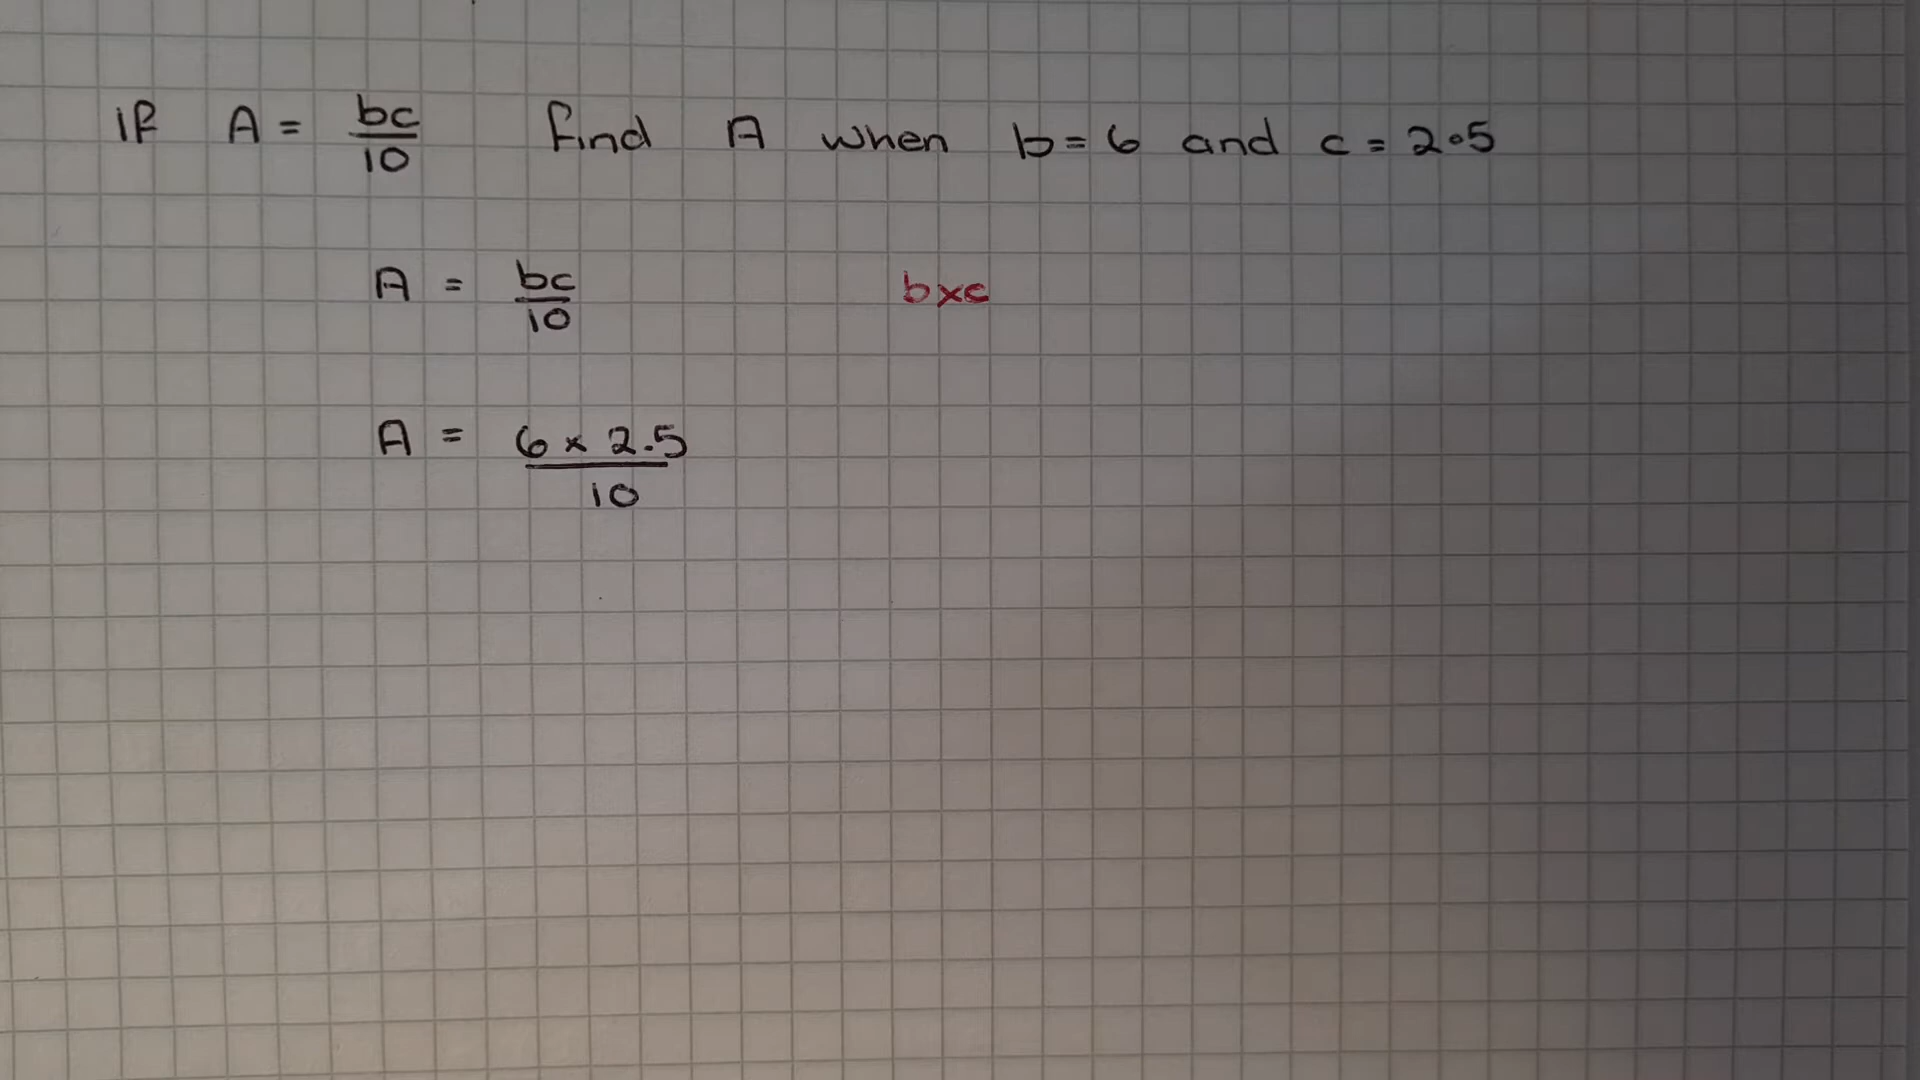 If A = bc/10 find A when b = 6 and c = 2.5
A = bc/10 b×c
A = 6 × 2.5/10